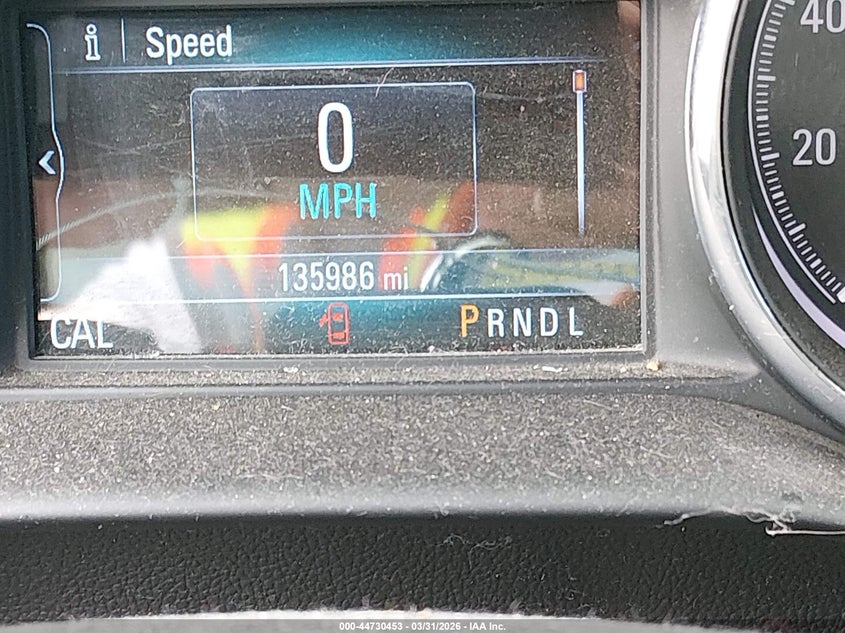 i Speed
0
MPH
135986 mi
CAL
PRNDL
40
20
000-44730453 - 03/31/2026 - IAA Inc.